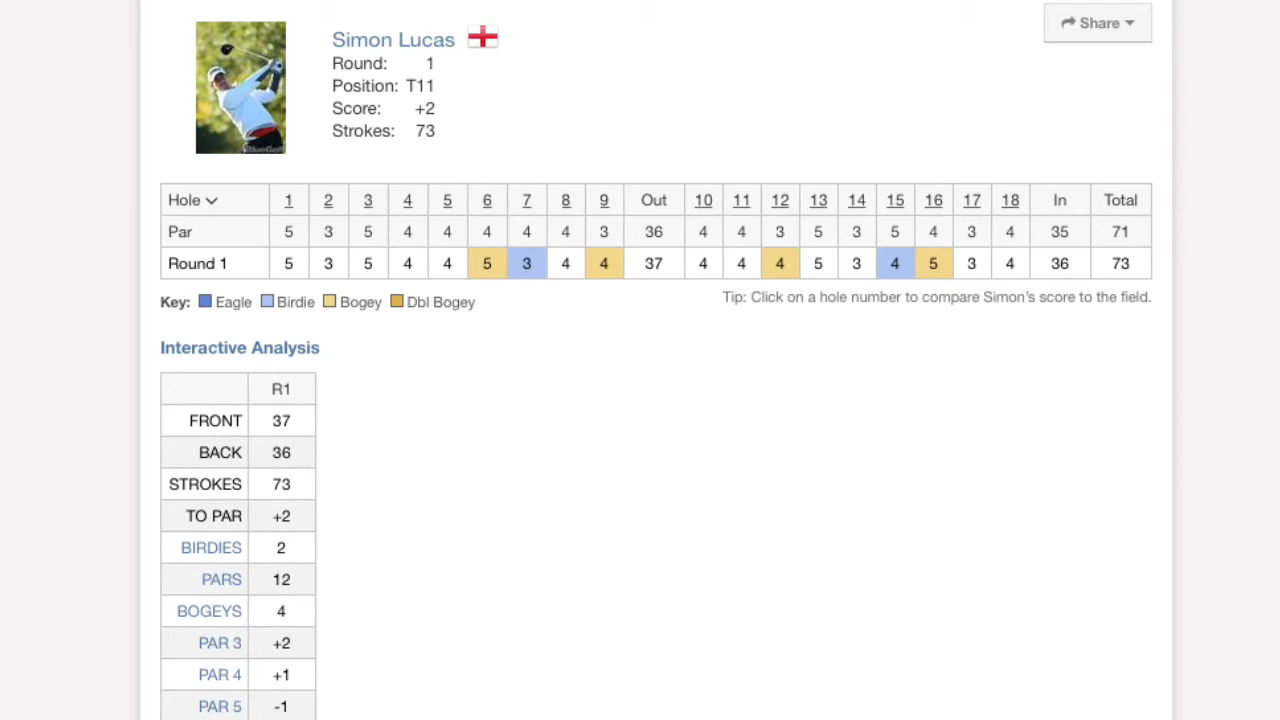 Share
Simon Lucas
Round: 1
Position: T11
Score: +2
Strokes: 73
BlueGolf
Hole 1 2 3 4 5 6 7 8 9 Out 10 11 12 13 14 15 16 17 18 In Total
Par 5 3 5 4 4 4 4 4 3 36 4 4 3 5 3 5 4 3 4 35 71
Round 1 5 3 5 4 4 5 3 4 4 37 4 4 4 5 3 4 5 3 4 36 73
Key: Eagle Birdie Bogey Dbl Bogey
Tip: Click on a hole number to compare Simon's score to the field.
Interactive Analysis
R1
FRONT 37
BACK 36
STROKES 73
TO PAR +2
BIRDIES 2
PARS 12
BOGEYS 4
PAR 3 +2
PAR 4 +1
PAR 5 -1